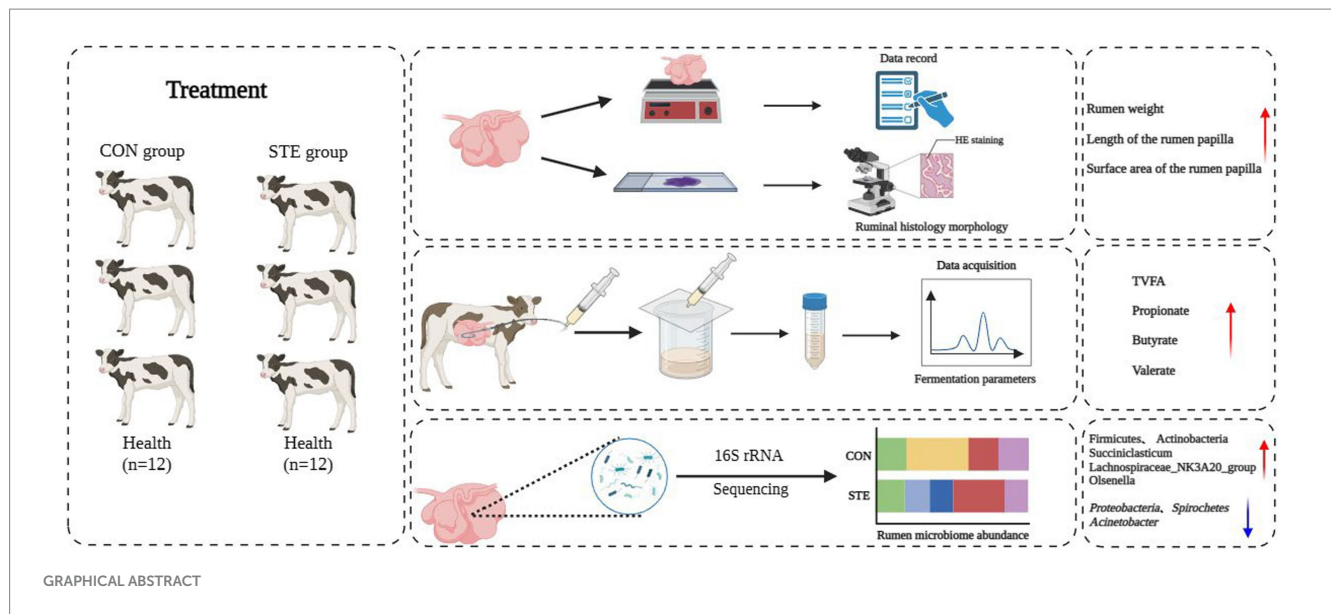 Treatment
CON group
STE group
Health
(n=12)
Health
(n=12)
Data record
HE staining
Ruminal histology morphology
Rumen weight
Length of the rumen papilla
Surface area of the rumen papilla
Data acquisition
Fermentation parameters
TVFA
Propionate
Butyrate
Valerate
16S rRNA
Sequencing
CON
STE
Rumen microbiome abundance
Firmicutes、 Actinobacteria
Succiniclasticum
Lachnospiraceae_NK3A20_group
Olsenella
Proteobacteria、 Spirochetes
Acinetobacter
GRAPHICAL ABSTRACT